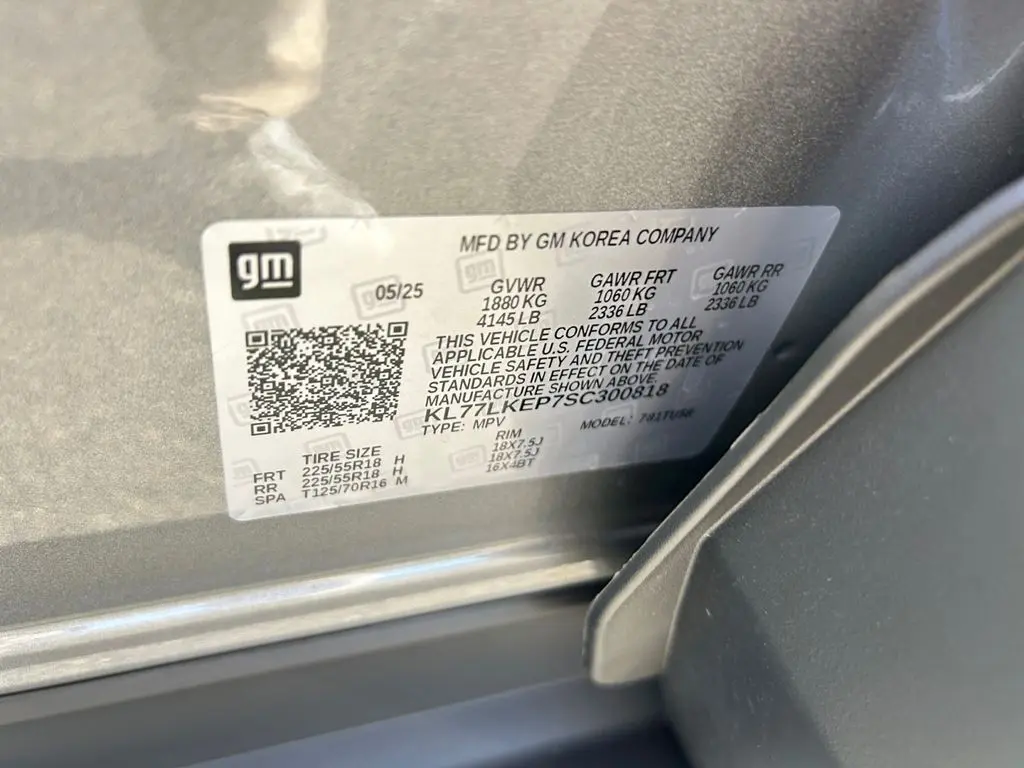 gm
MFD BY GM KOREA COMPANY
05/25 GVWR GAWR FRT GAWR RR
1880 KG 1060 KG 1060 KG
4145 LB 2336 LB 2336 LB
THIS VEHICLE CONFORMS TO ALL
APPLICABLE U.S. FEDERAL MOTOR
VEHICLE SAFETY AND THEFT PREVENTION
STANDARDS IN EFFECT ON THE DATE OF
MANUFACTURE SHOWN ABOVE.
KL77LKEP7SC300818
TYPE: MPV MODEL:
TIRE SIZE RIM
FRT 225/55R18 H 18X7.5J
RR 225/55R18 H 18X7.5J
SPA T125/70R16 M 16X4BT